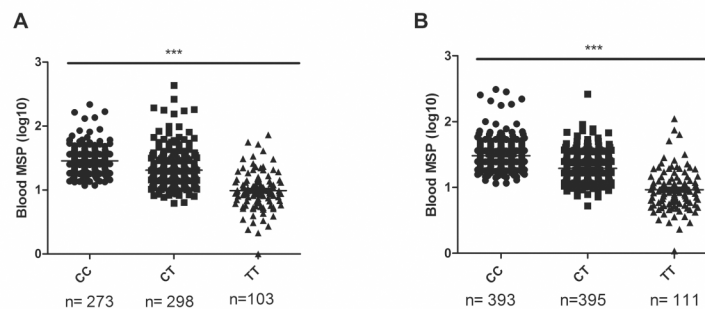 A
***
Blood MSP (log10)
3
2
1
0
CC
CT
TT
n= 273
n= 298
n=103
B
***
Blood MSP (log10)
3
2
1
0
CC
CT
TT
n= 393
n=395
n= 111